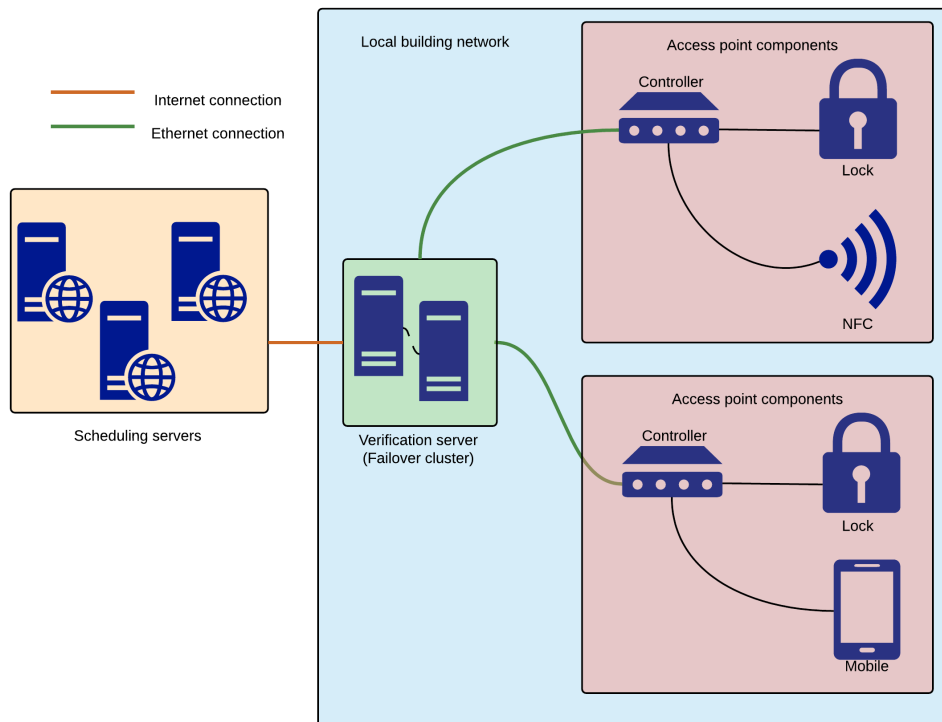 Local building network
Access point components
Controller
Lock
NFC
Internet connection
Ethernet connection
Scheduling servers
Verification server
(Failover cluster)
Access point components
Controller
Lock
Mobile